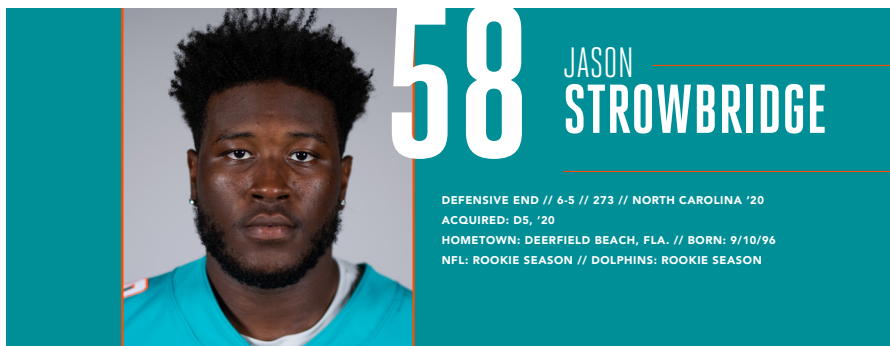 58
JASON
STROWBRIDGE
DEFENSIVE END // 6-5 // 273 // NORTH CAROLINA ’20
ACQUIRED: D5, ’20
HOMETOWN: DEERFIELD BEACH, FLA. // BORN: 9/10/96
NFL: ROOKIE SEASON // DOLPHINS: ROOKIE SEASON